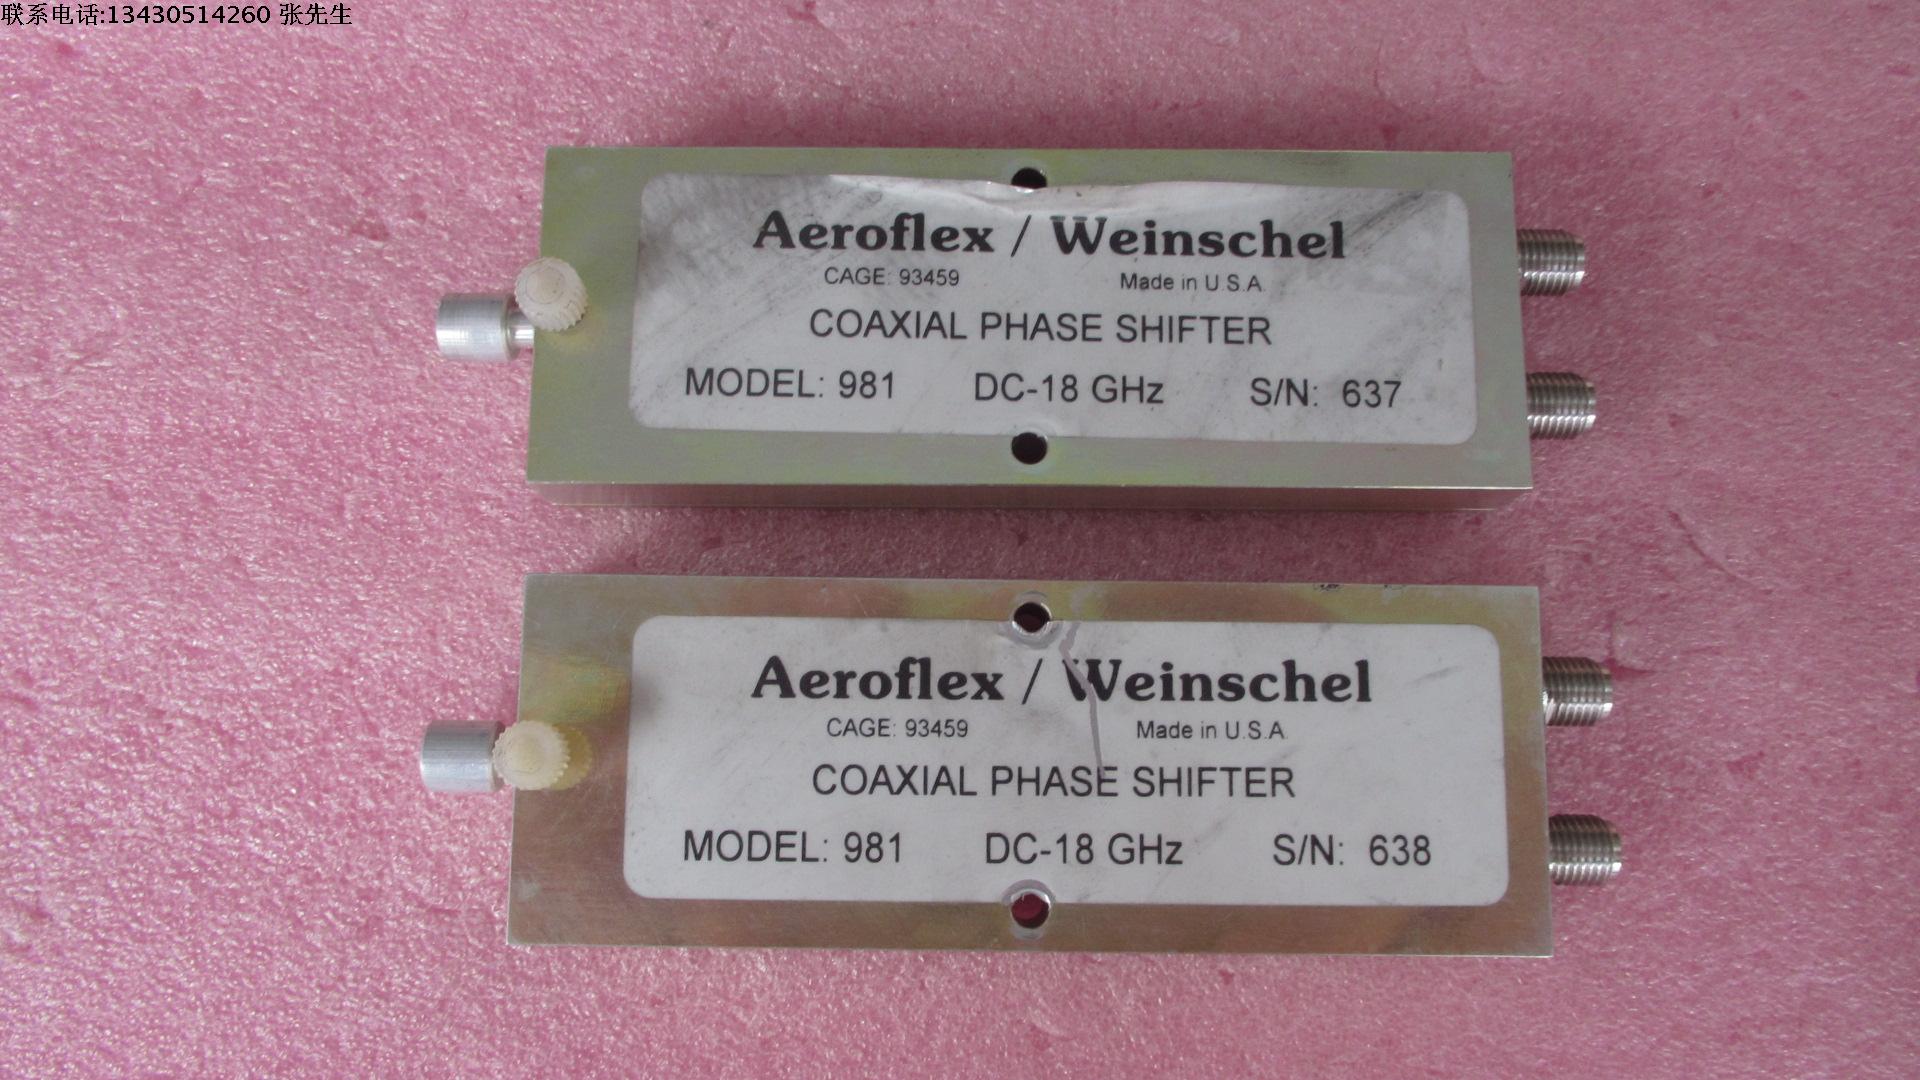 联系电话:13430514260 张先生
Aeroflex / Weinschel
CAGE: 93459 Made in U.S.A.
COAXIAL PHASE SHIFTER
MODEL: 981 DC-18 GHz S/N: 637
Aeroflex / Weinschel
CAGE: 93459 Made in U.S.A.
COAXIAL PHASE SHIFTER
MODEL: 981 DC-18 GHz S/N: 638